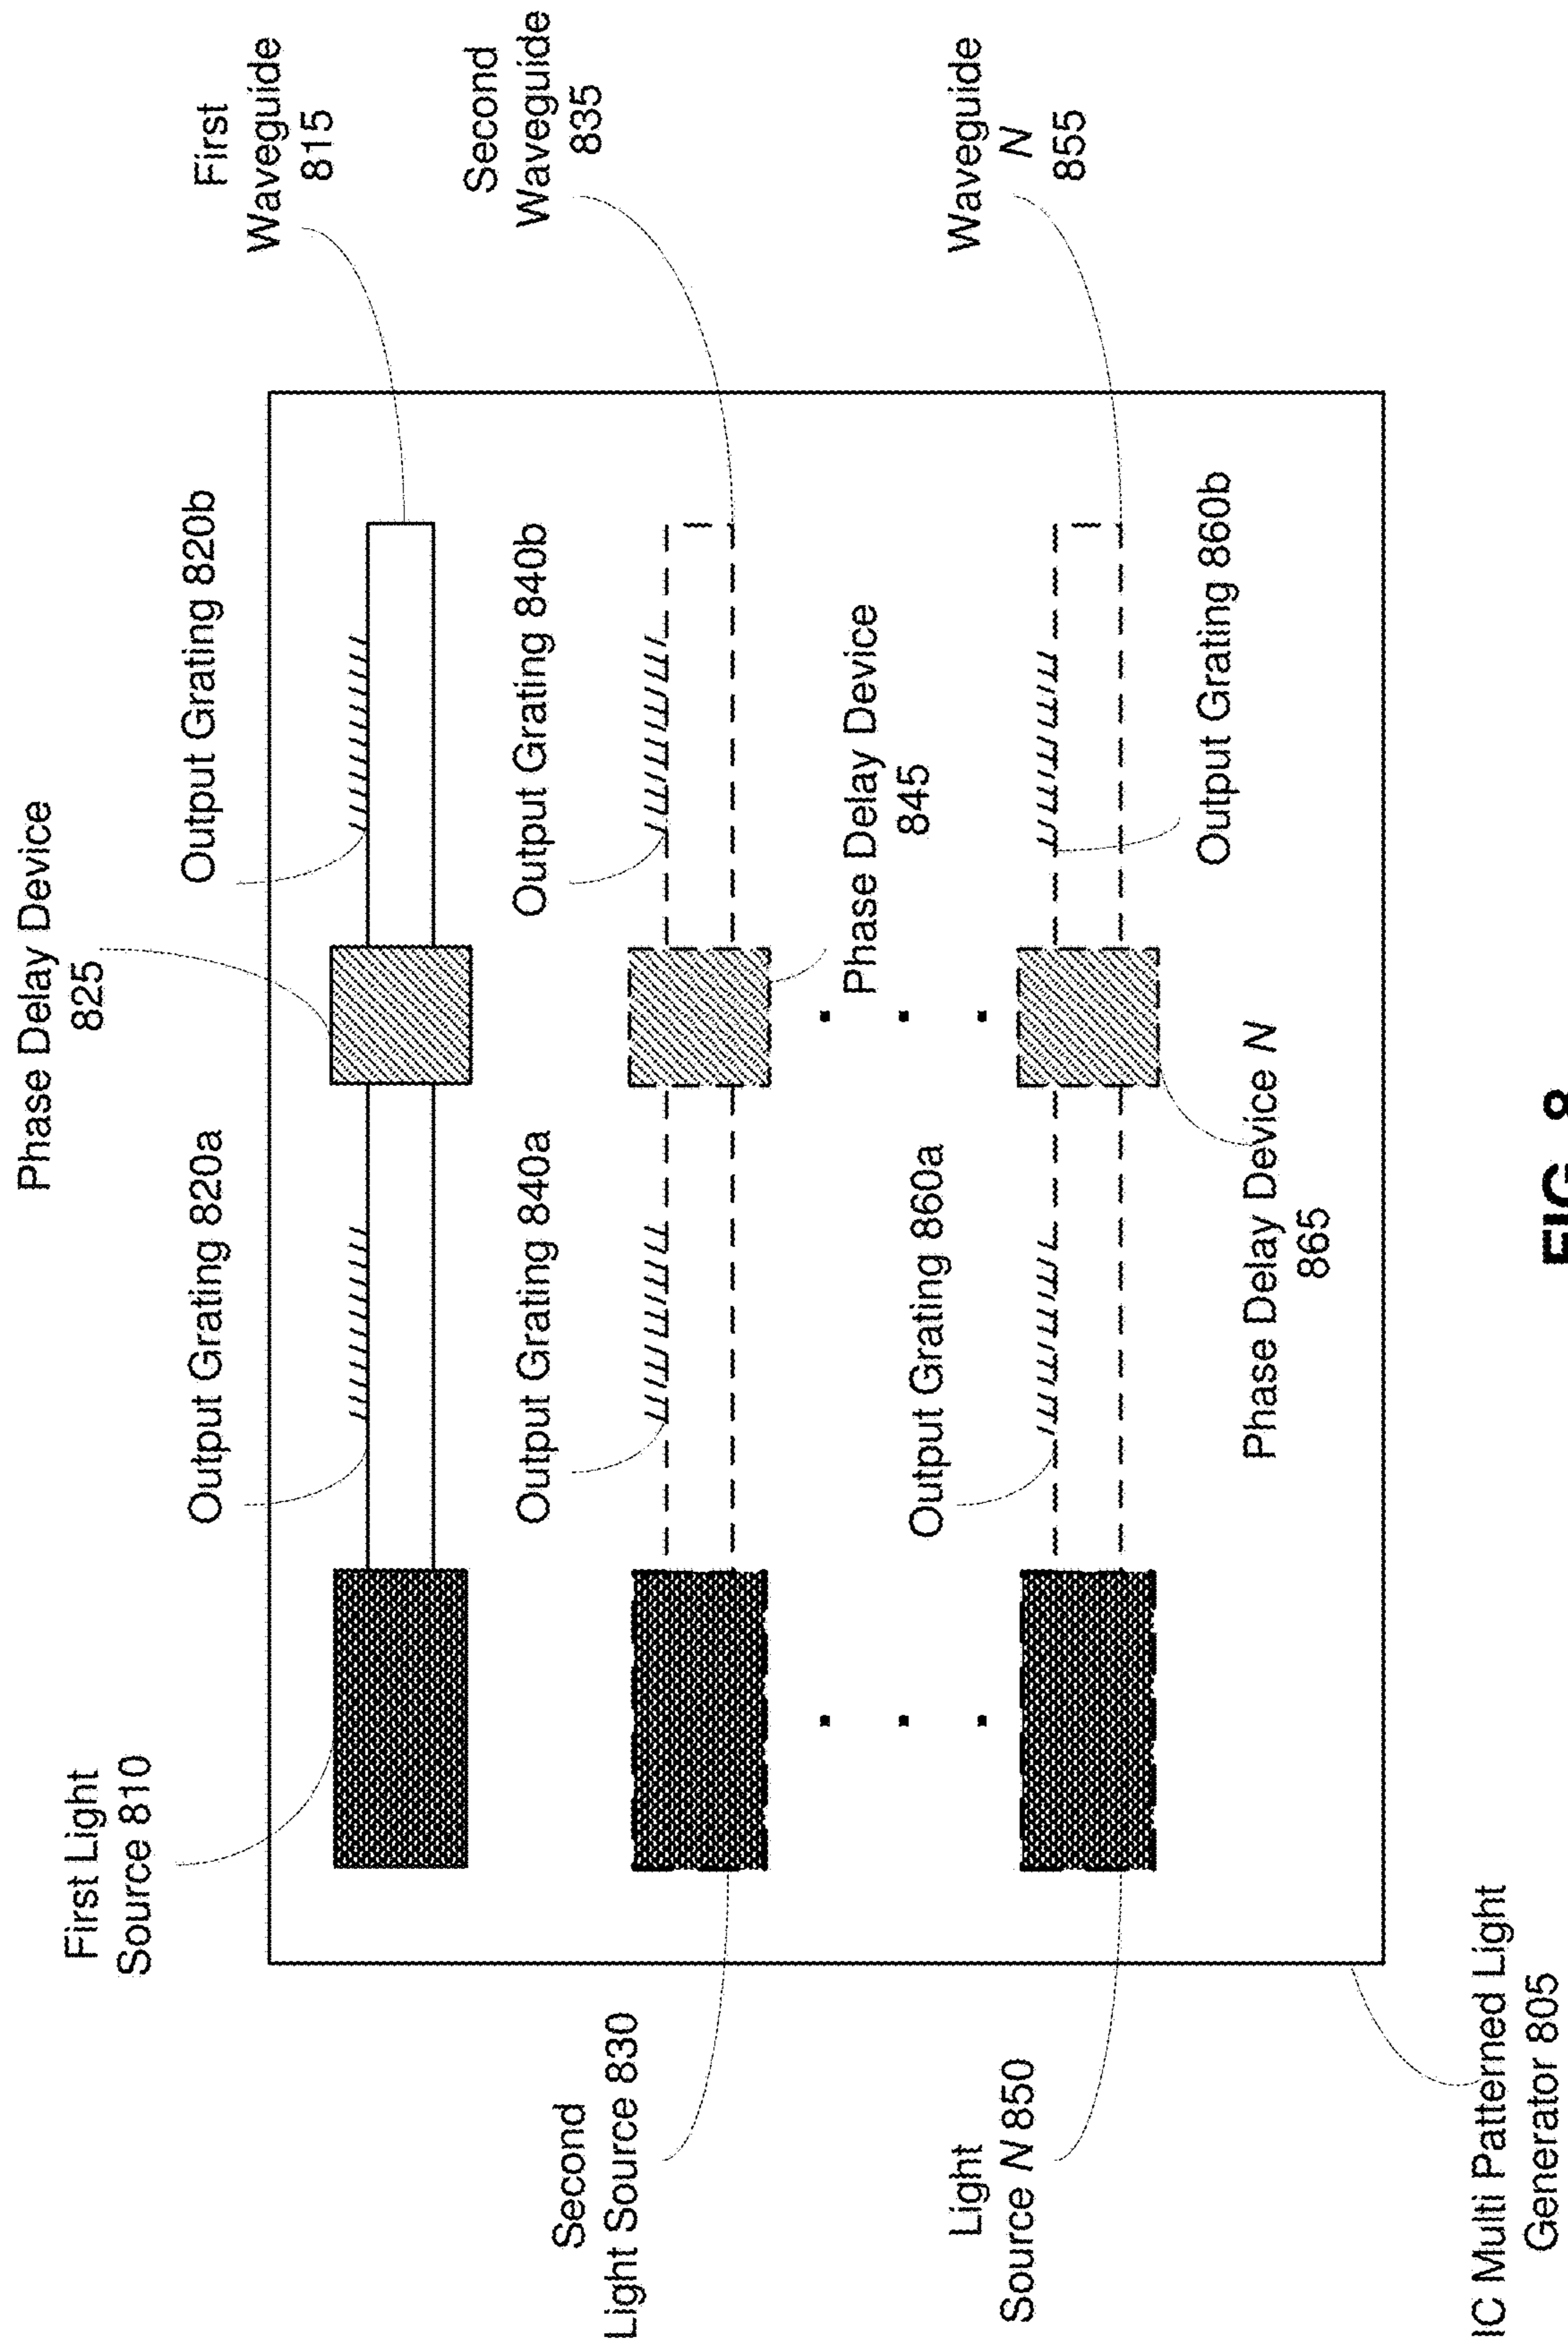 Phase Delay Device
825
First Light
Source 810
Output Grating 820a
Output Grating 820b
First
Waveguide
815
Second
Light Source 830
Output Grating 840a
Output Grating 840b
Second
Waveguide
835
Phase Delay Device
845
Light
Source N 850
Output Grating 860a
Waveguide
N
855
Output Grating 860b
Phase Delay Device N
865
IC Multi Patterned Light
Generator 805
FIG. 8